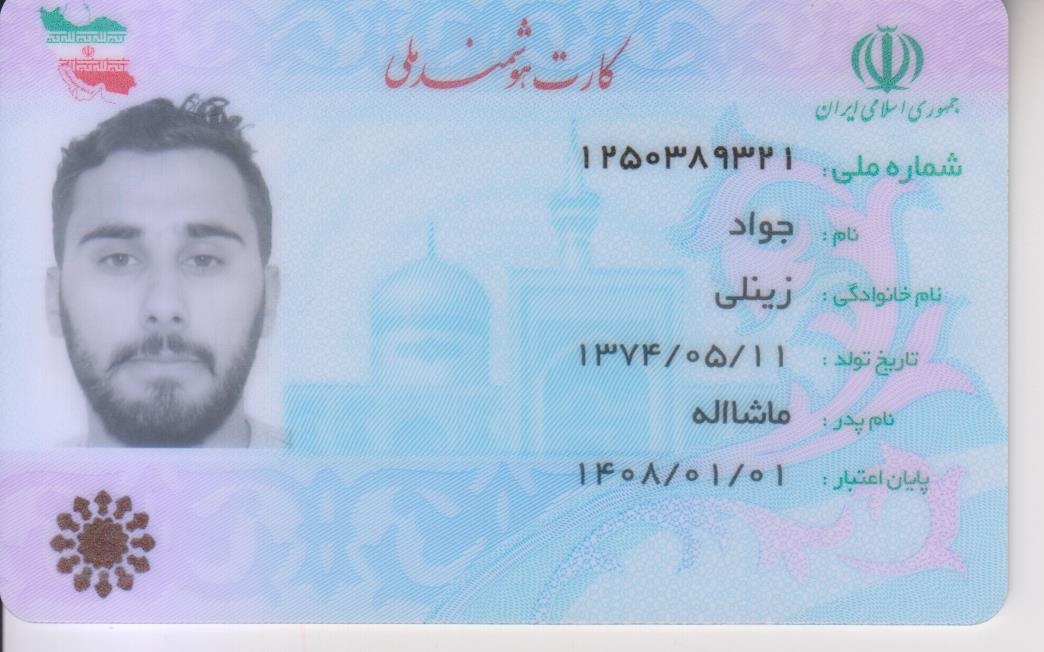 کارت هوشمند ملی
جمهوری اسلامی ایران
شماره ملی: ۱۲۵۰۳۸۹۳۲۱
نام: جواد
نام خانوادگی: زینلی
تاریخ تولد: ۱۳۷۴/۰۵/۱۱
نام پدر: ماشااله
پایان اعتبار: ۱۴۰۸/۰۱/۰۱